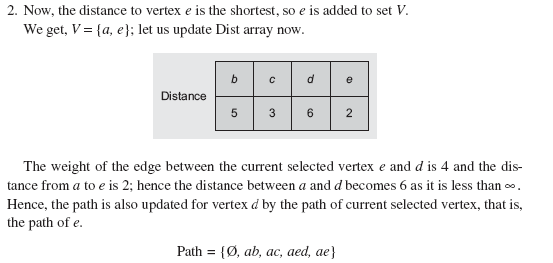 2. Now, the distance to vertex e is the shortest, so e is added to set V.
We get, V = {a, e}; let us update Dist array now.
b c d e
Distance
5 3 6 2
The weight of the edge between the current selected vertex e and d is 4 and the dis-
tance from a to e is 2; hence the distance between a and d becomes 6 as it is less than ∞.
Hence, the path is also updated for vertex d by the path of current selected vertex, that is,
the path of e.
Path = {Ø, ab, ac, aed, ae}